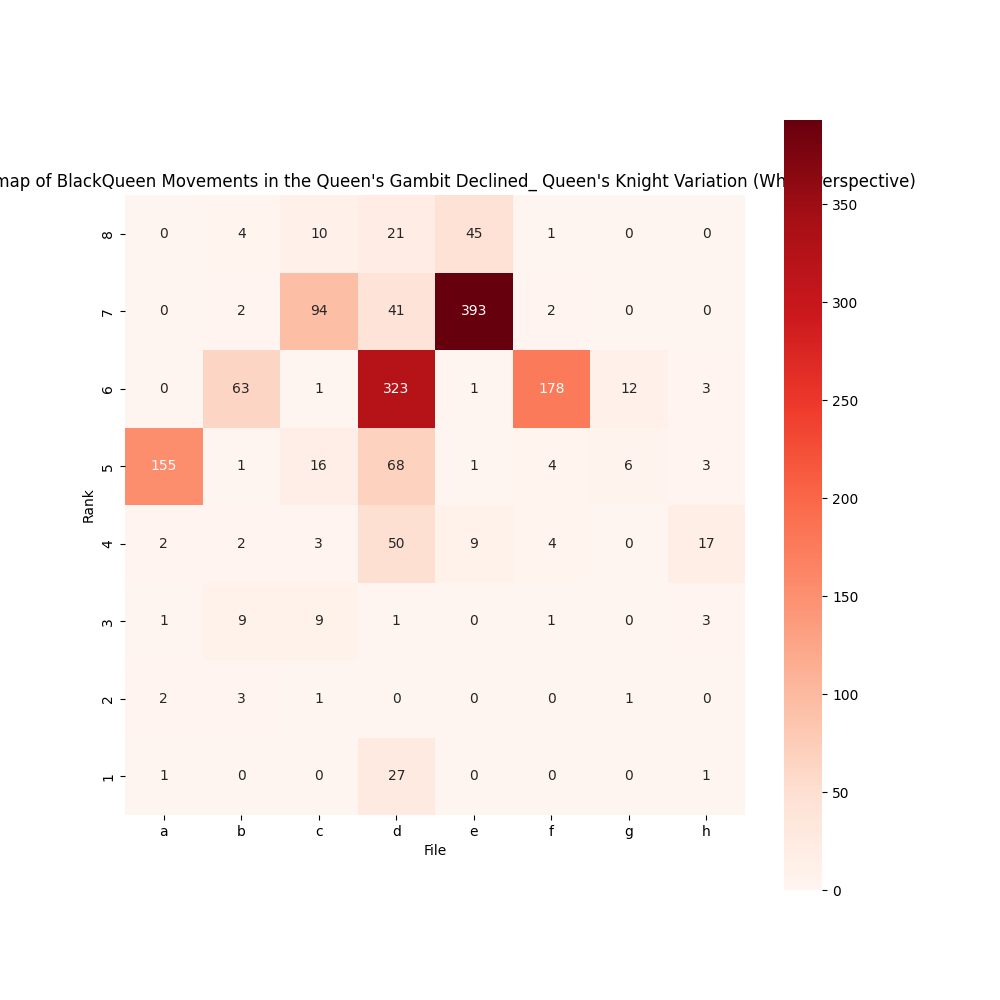 map of BlackQueen Movements in the Queen's Gambit Declined_ Queen's Knight Variation (Wh erspective)
8 0 4 10 21 45 1 0 0
7 0 2 94 41 393 2 0 0
6 0 63 1 323 1 178 12 3
5 155 1 16 68 1 4 6 3
4 2 2 3 50 9 4 0 17
3 1 9 9 1 0 1 0 3
2 2 3 1 0 0 0 1 0
1 1 0 0 27 0 0 0 1
a b c d e f g h
File
Rank
350
300
250
200
150
100
50
0